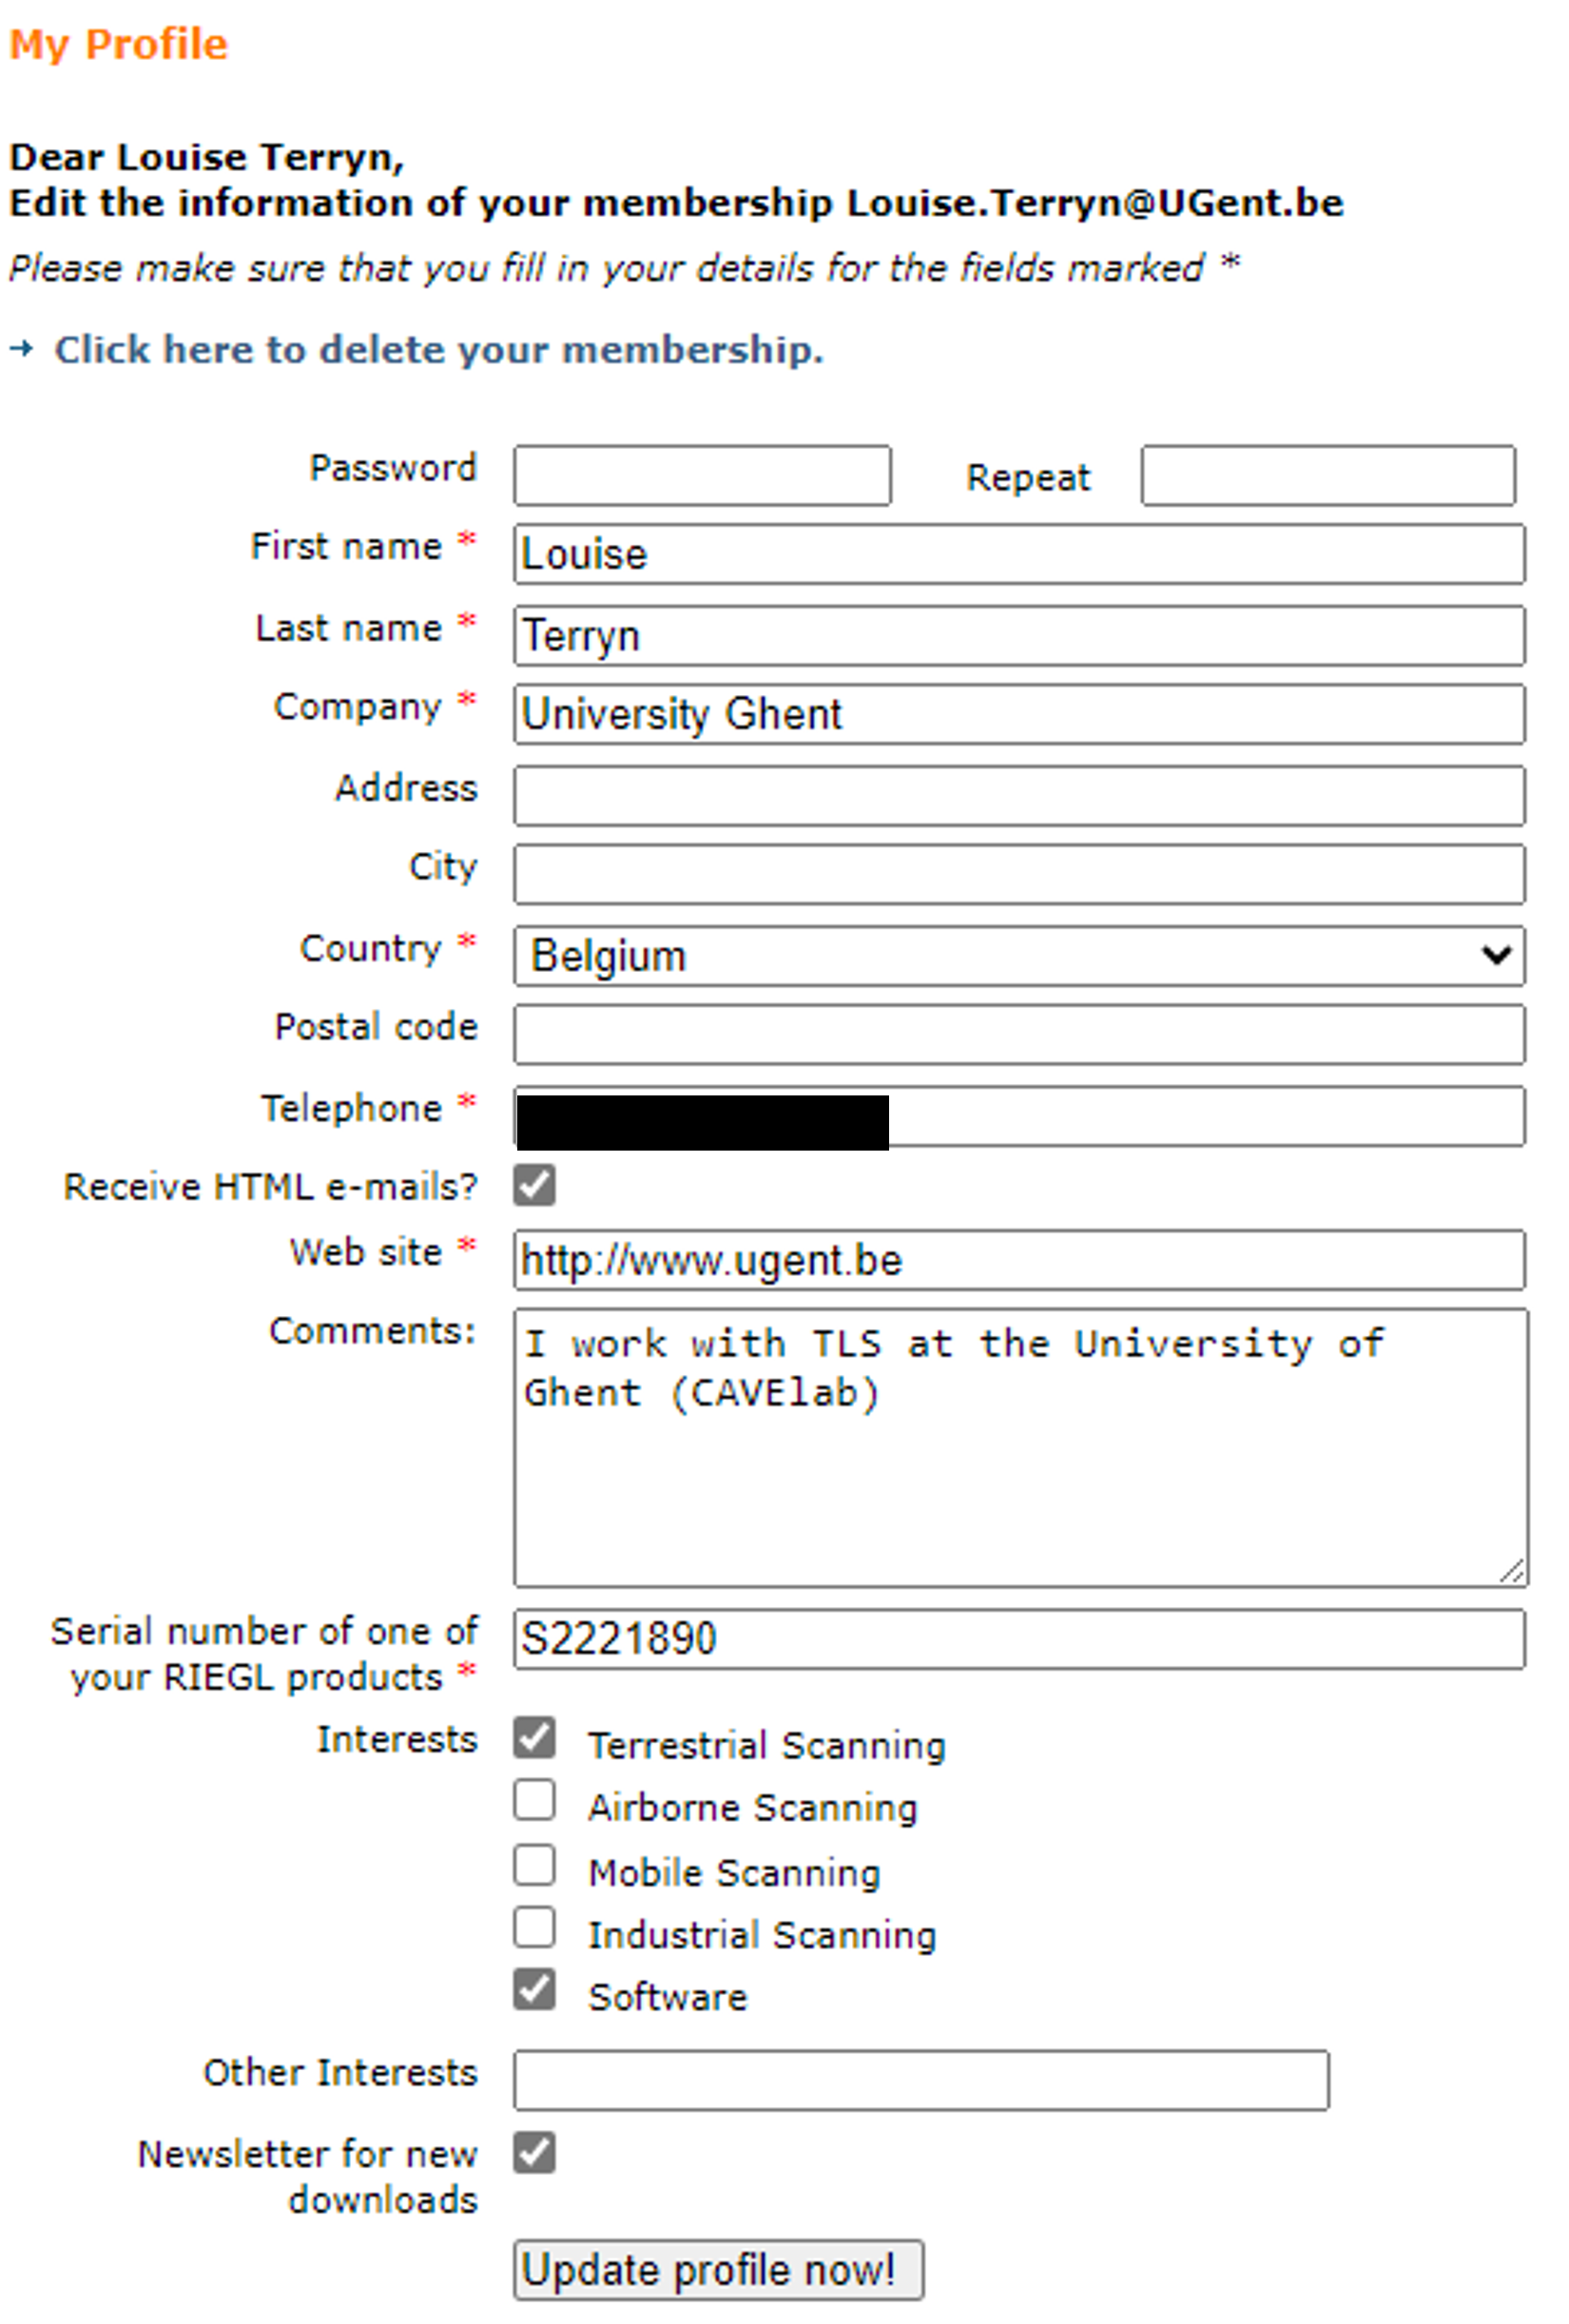 My Profile
Dear Louise Terryn,
Edit the information of your membership Louise.Terryn@UGent.be
Please make sure that you fill in your details for the fields marked *
→ Click here to delete your membership.
Password Repeat
First name * Louise
Last name * Terryn
Company * University Ghent
Address
City
Country * Belgium
Postal code
Telephone *
Receive HTML e-mails?
Web site * http://www.ugent.be
Comments: I work with TLS at the University of
Ghent (CAVElab)
Serial number of one of
your RIEGL products * S2221890
Interests Terrestrial Scanning
Airborne Scanning
Mobile Scanning
Industrial Scanning
Software
Other Interests
Newsletter for new
downloads
Update profile now!